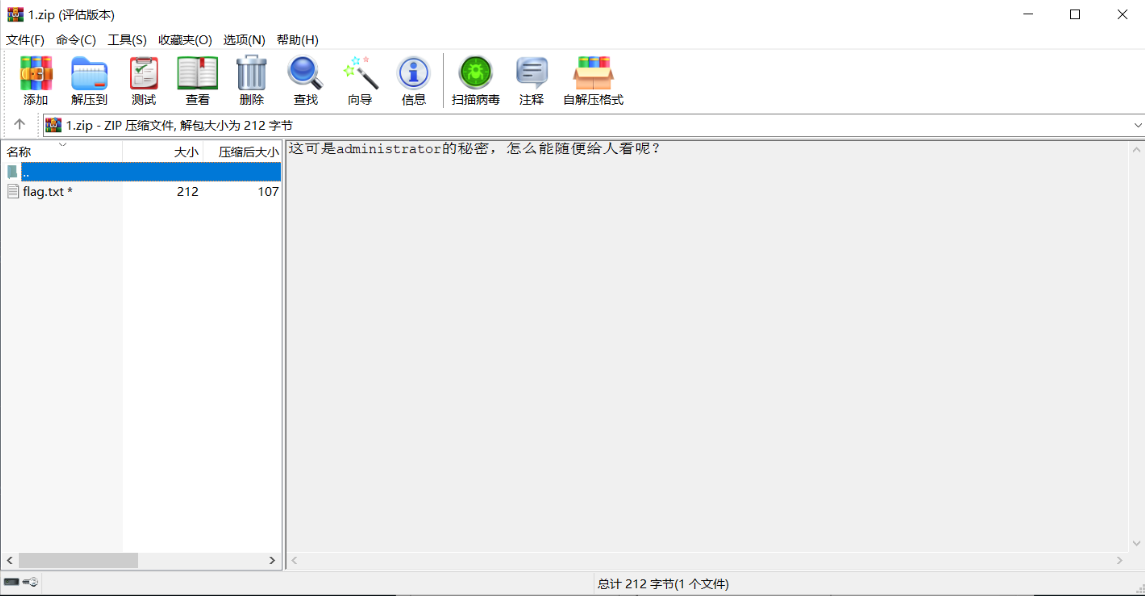 1.zip (评估版本)
文件(F) 命令(C) 工具(S) 收藏夹(O) 选项(N) 帮助(H)
添加 解压到 测试 查看 删除 查找 向导 信息 扫描病毒 注释 自解压格式
1.zip - ZIP 压缩文件, 解包大小为 212 字节
名称 大小 压缩后大小
..
flag.txt * 212 107
这可是administrator的秘密，怎么能随便给人看呢？
总计 212 字节(1 个文件)